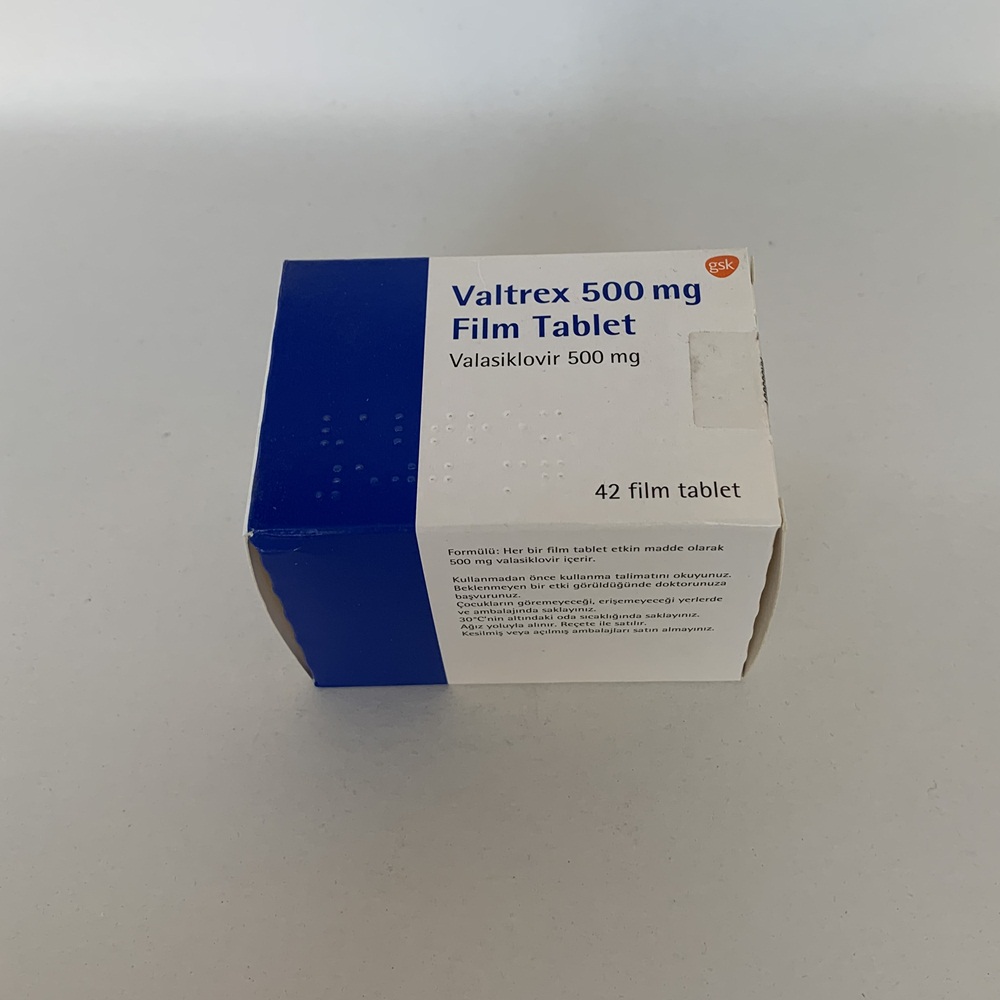 gsk
Valtrex 500 mg
Film Tablet
Valasiklovir 500 mg
42 film tablet
Formülü: Her bir film tablet etkin madde olarak
500 mg valasiklovir içerir.
Kullanmadan önce kullanma talimatını okuyunuz.
Beklenmeyen bir etki görüldüğünde doktorunuza
başvurunuz.
Çocukların göremeyeceği, erişemeyeceği yerlerde
ve ambalajında saklayınız.
30°C'nin altındaki oda sıcaklığında saklayınız.
Ağız yoluyla alınır. Reçete ile satılır.
Kesilmiş veya açılmış ambalajları satın almayınız.